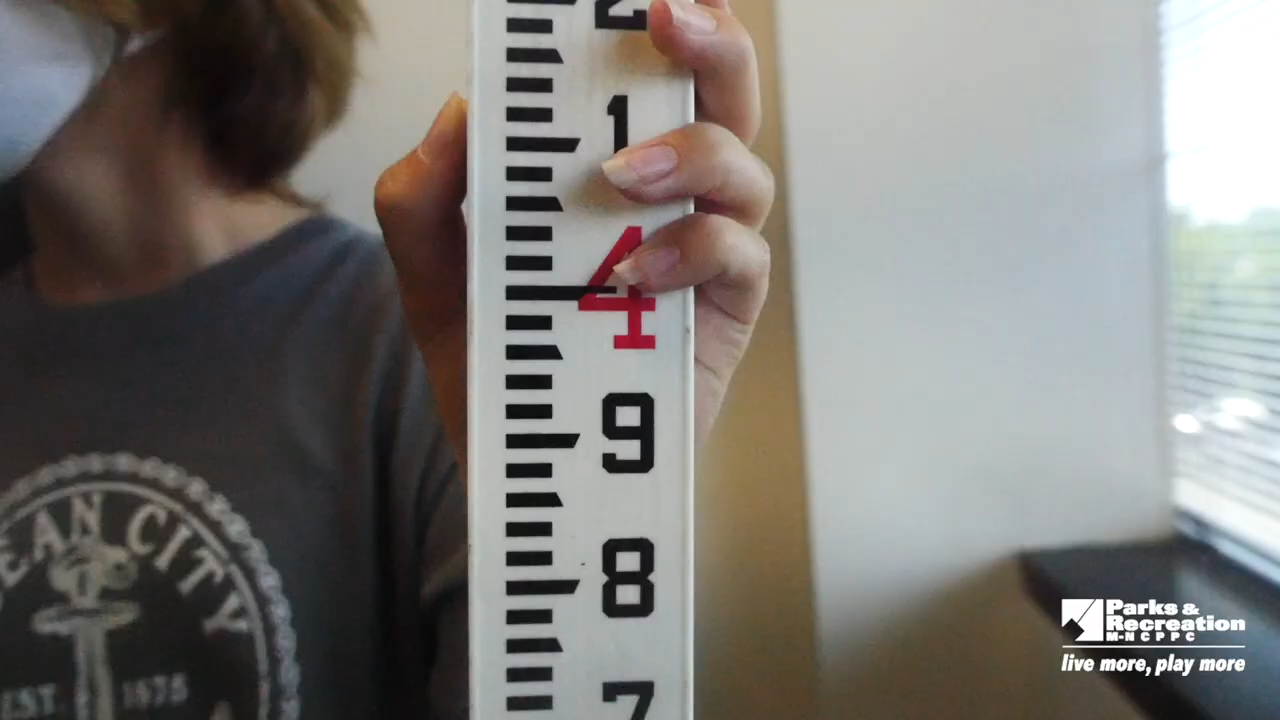 2
1
4
9
8
7
EAN CITY
EST. 1875
Parks &
Recreation
M-NCPPC
live more, play more